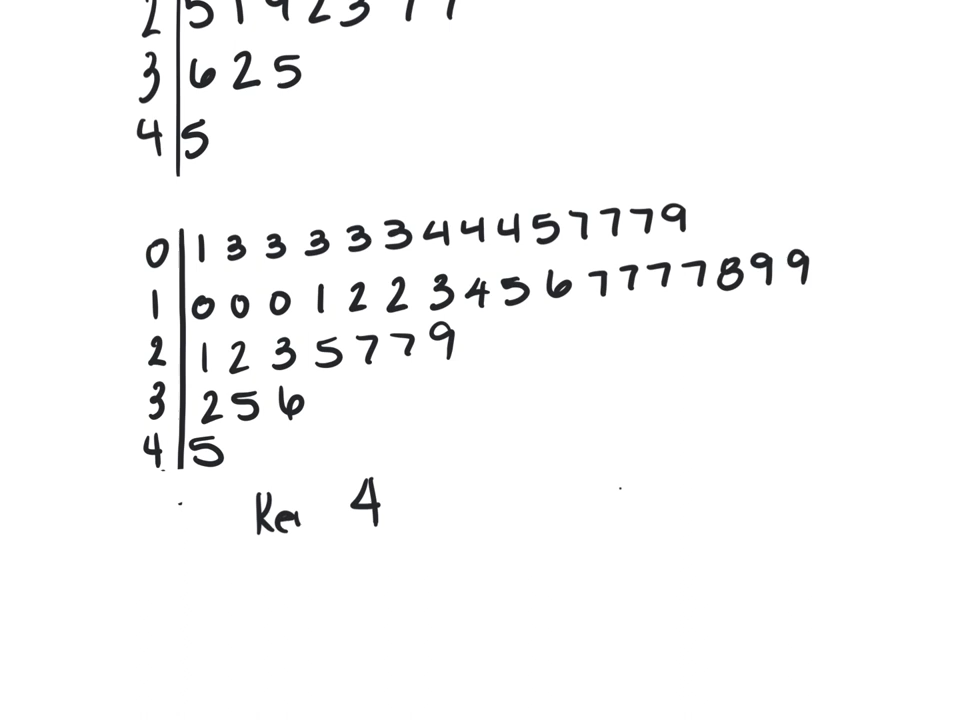 3 | 6 2 5
4 | 5
0 | 1 3 3 3 3 3 4 4 4 5 7 7 7 9
1 | 0 0 0 1 2 2 3 4 5 6 7 7 7 7 8 9 9
2 | 1 2 3 5 7 7 9
3 | 2 5 6
4 | 5
Ke 4